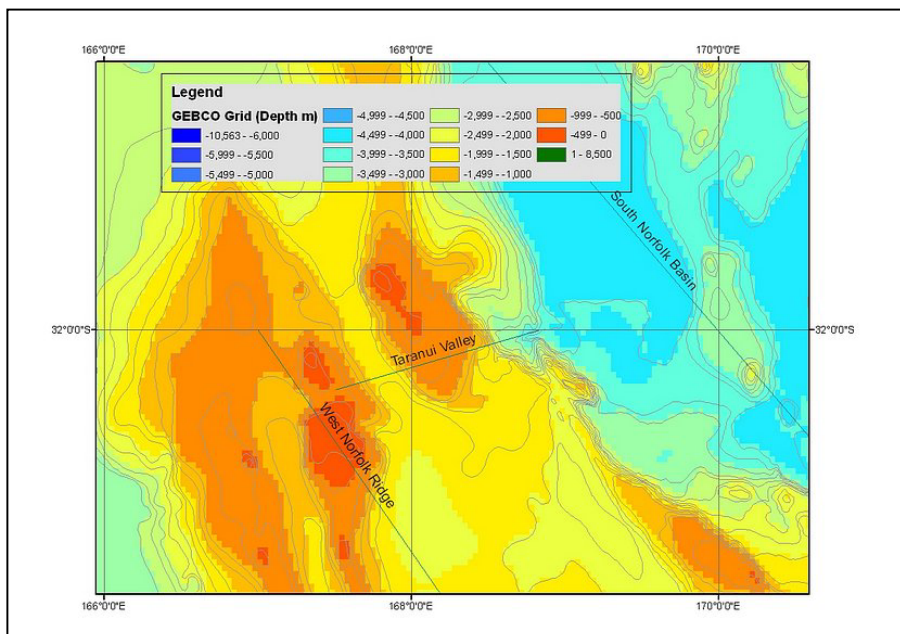 166°0'0"E 168°0'0"E 170°0'0"E
Legend
GEBCO Grid (Depth m)
-10,563 - -6,000
-5,999 - -5,500
-5,499 - -5,000
-4,999 - -4,500
-4,499 - -4,000
-3,999 - -3,500
-3,499 - -3,000
-2,999 - -2,500
-2,499 - -2,000
-1,999 - -1,500
-1,499 - -1,000
-999 - -500
-499 - 0
1 - 8,500
South Norfolk Basin
32°0'0"S 32°0'0"S
Taranui Valley
West Norfolk Ridge
166°0'0"E 168°0'0"E 170°0'0"E